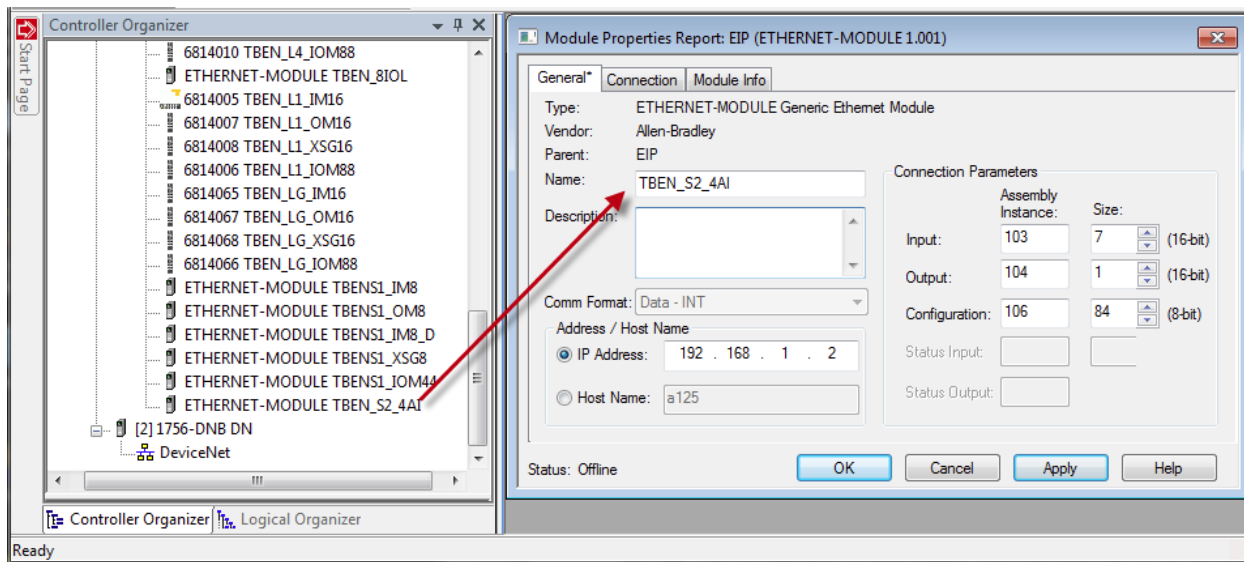 Start Page
Controller Organizer
6814010 TBEN_L4_IOM88
ETHERNET-MODULE TBEN_8IOL
6814005 TBEN_L1_IM16
6814007 TBEN_L1_OM16
6814008 TBEN_L1_XSG16
6814006 TBEN_L1_IOM88
6814065 TBEN_LG_IM16
6814067 TBEN_LG_OM16
6814068 TBEN_LG_XSG16
6814066 TBEN_LG_IOM88
ETHERNET-MODULE TBENS1_IM8
ETHERNET-MODULE TBENS1_OM8
ETHERNET-MODULE TBENS1_IM8_D
ETHERNET-MODULE TBENS1_XSG8
ETHERNET-MODULE TBENS1_IOM44
ETHERNET-MODULE TBEN_S2_4AI
[2] 1756-DNB DN
DeviceNet
Controller Organizer Logical Organizer
Ready
Module Properties Report: EIP (ETHERNET-MODULE 1.001)
General* Connection Module Info
Type: ETHERNET-MODULE Generic Ethernet Module
Vendor: Allen-Bradley
Parent: EIP
Name: TBEN_S2_4AI
Description:
Comm Format: Data - INT
Address / Host Name
IP Address: 192 . 168 . 1 . 2
Host Name: a125
Connection Parameters
Assembly
Instance: Size:
Input: 103 7 (16-bit)
Output: 104 1 (16-bit)
Configuration: 106 84 (8-bit)
Status Input:
Status Output:
Status: Offline
OK Cancel Apply Help